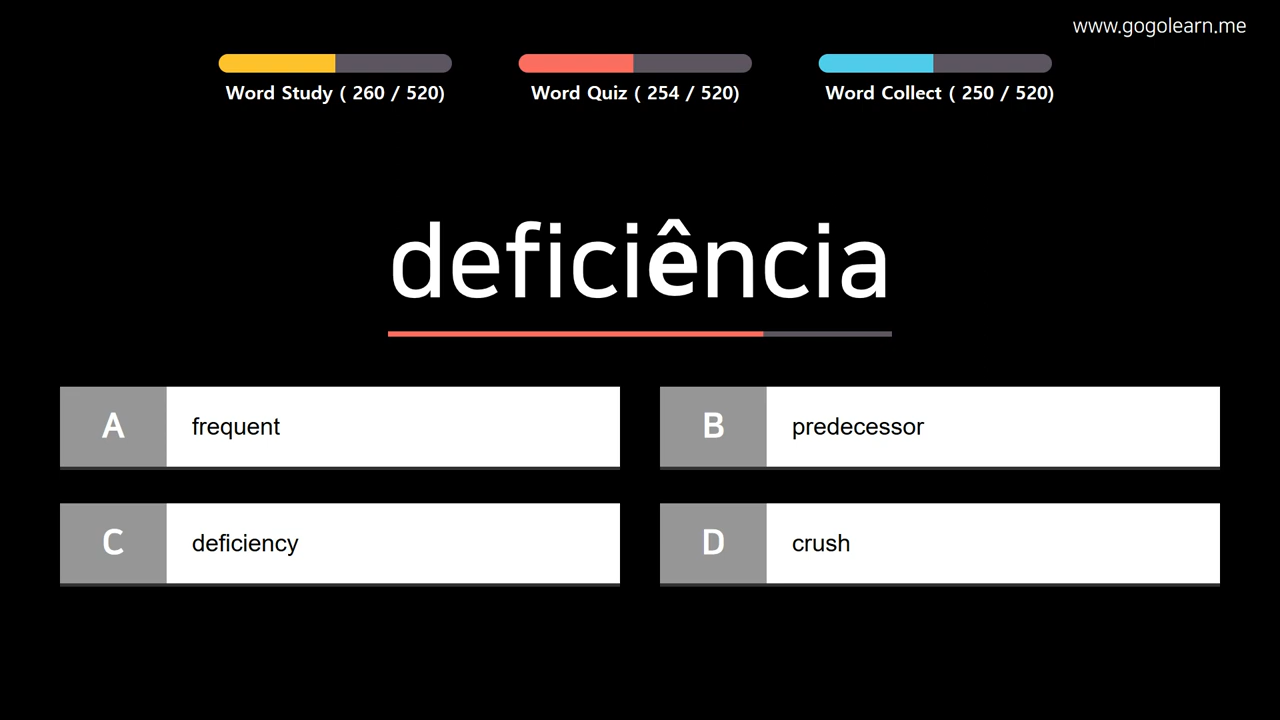 www.gogolearn.me
Word Study ( 260 / 520)
Word Quiz ( 254 / 520)
Word Collect ( 250 / 520)
deficiência
A frequent
B predecessor
C deficiency
D crush